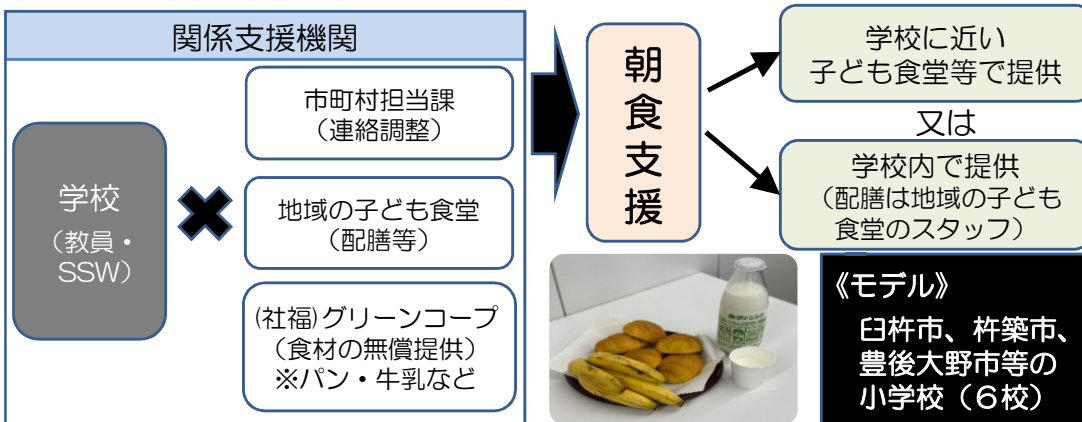 関係支援機関
学校
（教員・
SSW）
市町村担当課
（連絡調整）
地域の子ども食堂
（配膳等）
(社福)グリーンコープ
（食材の無償提供）
※パン・牛乳など
朝食支援
学校に近い
子ども食堂等で提供
又は
学校内で提供
（配膳は地域の子ども
食堂のスタッフ）
《モデル》
臼杵市、杵築市、
豊後大野市等の
小学校（６校）